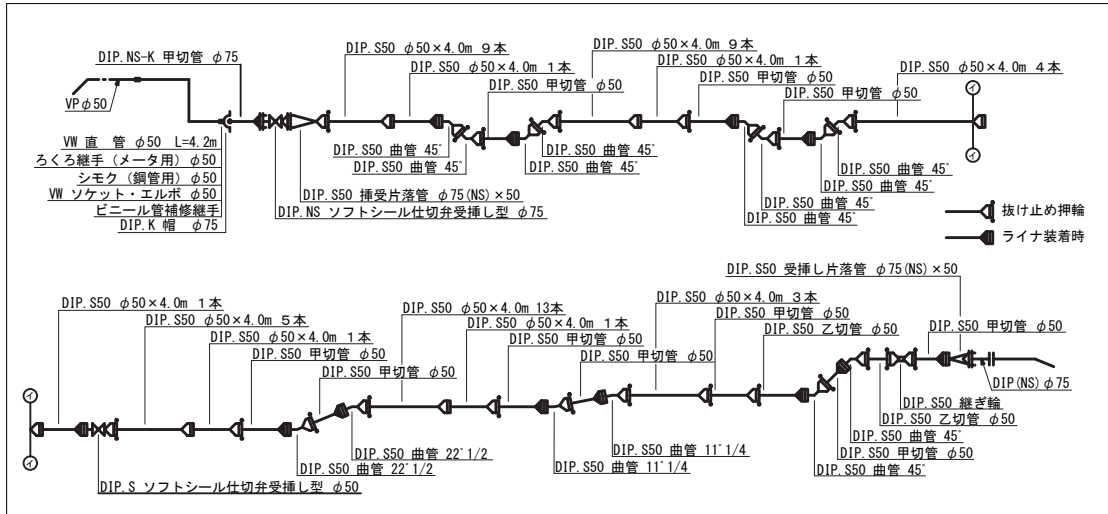 DIP.NS-K 甲切管 φ75
DIP.S50 φ50×4.0m 9本
DIP.S50 φ50×4.0m 1本
DIP.S50 甲切管 φ50
DIP.S50 φ50×4.0m 9本
DIP.S50 φ50×4.0m 1本
DIP.S50 甲切管 φ50
DIP.S50 甲切管 φ50
DIP.S50 φ50×4.0m 4本
イ
VPφ50
VW 直 管 φ50 L=4.2m
ろくろ継手(メータ用)φ50
シモク(鋼管用)φ50
VW ソケット・エルボ φ50
ビニール管補修継手
DIP.K 帽 φ75
DIP.S50 曲管 45°
DIP.S50 曲管 45°
DIP.S50 挿受片落管 φ75(NS)×50
DIP.NS ソフトシール仕切弁受挿し型 φ75
DIP.S50 曲管 45°
DIP.S50 曲管 45°
DIP.S50 曲管 45°
DIP.S50 曲管 45°
DIP.S50 曲管 45°
DIP.S50 曲管 45°
イ
抜け止め押輪
ライナ装着時
DIP.S50 受挿し片落管 φ75(NS)×50
DIP.S50 φ50×4.0m 1本
DIP.S50 φ50×4.0m 5本
DIP.S50 φ50×4.0m 1本
DIP.S50 甲切管 φ50
DIP.S50 甲切管 φ50
DIP.S50 φ50×4.0m 13本
DIP.S50 φ50×4.0m 1本
DIP.S50 甲切管 φ50
DIP.S50 甲切管 φ50
DIP.S50 φ50×4.0m 3本
DIP.S50 甲切管 φ50
DIP.S50 乙切管 φ50
DIP.S50 甲切管 φ50
イ
DIP(NS)φ75
DIP.S50 継ぎ輪
DIP.S50 乙切管 φ50
DIP.S50 曲管 45°
DIP.S50 甲切管 φ50
DIP.S50 曲管 45°
イ
DIP.S50 曲管 22°1/2
DIP.S50 曲管 22°1/2
DIP.S50 曲管 11°1/4
DIP.S50 曲管 11°1/4
DIP.S ソフトシール仕切弁受挿し型 φ50